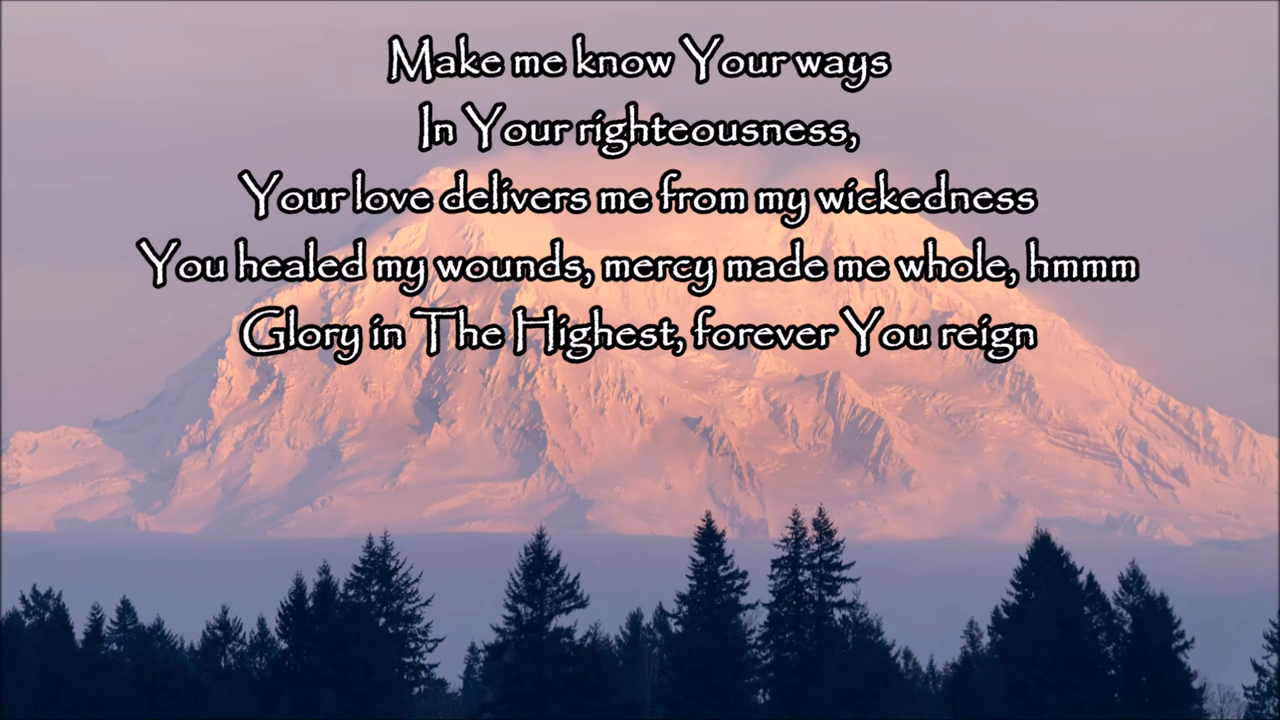 Make me know Your ways
In Your righteousness,
Your love delivers me from my wickedness
You healed my wounds, mercy made me whole, hmmm
Glory in The Highest, forever You reign